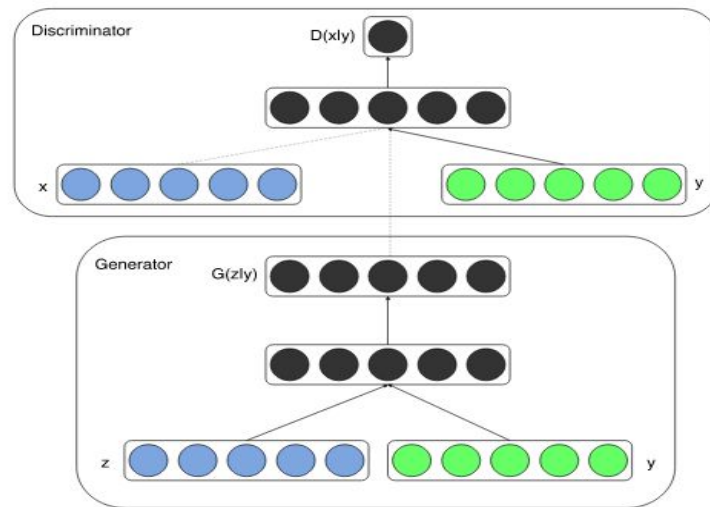 Discriminator
D(x|y)
x
y
Generator
G(z|y)
z
y